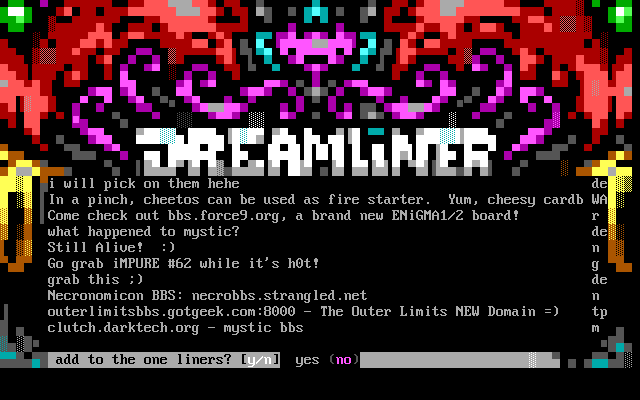 STREAMLiNER
i will pick on them hehe de
In a pinch, cheetos can be used as fire starter.  Yum, cheesy cardb WA
Come check out bbs.force9.org, a brand new ENiGMA1/2 board! r
what happened to mystic? de
Still Alive!  :) n
Go grab iMPURE #62 while it's h0t! g
grab this ;) de
Necronomicon BBS: necrobbs.strangled.net n
outerlimitsbbs.gotgeek.com:8000 - The Outer Limits NEW Domain =) tp
clutch.darktech.org - mystic bbs m
add to the one liners? [y/n]  yes (no)